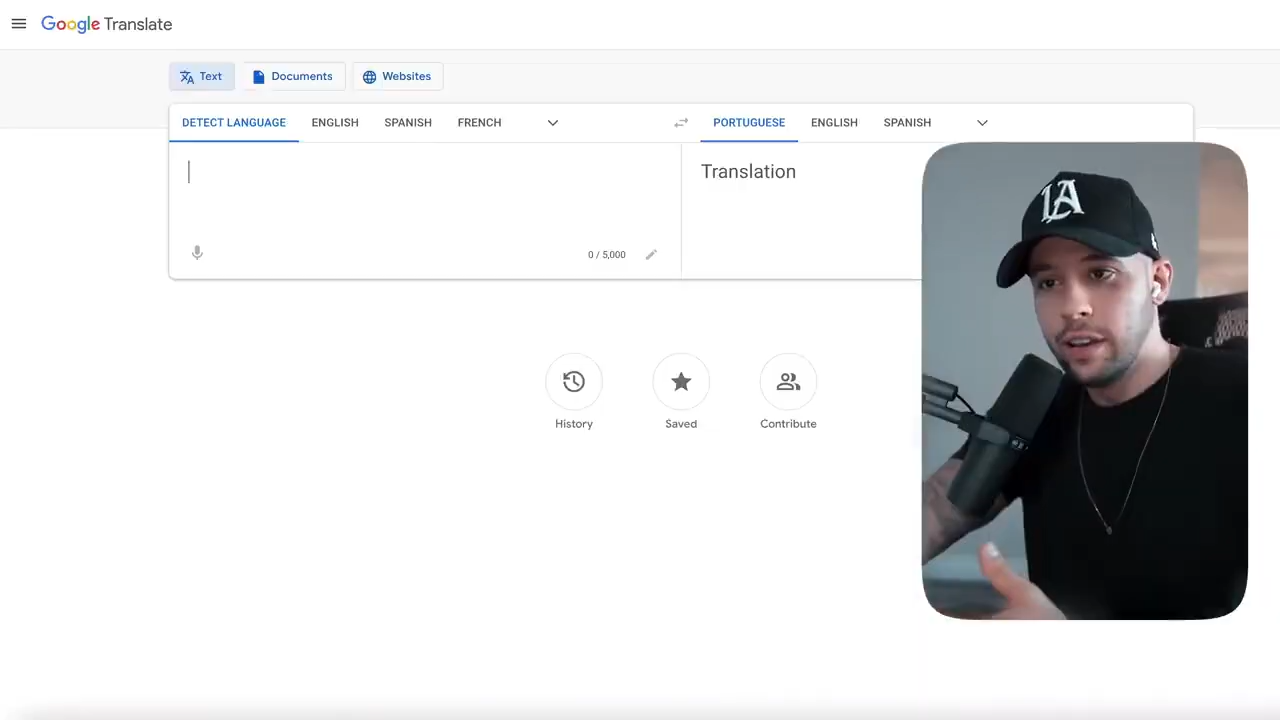 Google Translate
Text Documents Websites
DETECT LANGUAGE ENGLISH SPANISH FRENCH PORTUGUESE ENGLISH SPANISH
Translation
0 / 5,000
History Saved Contribute
LA